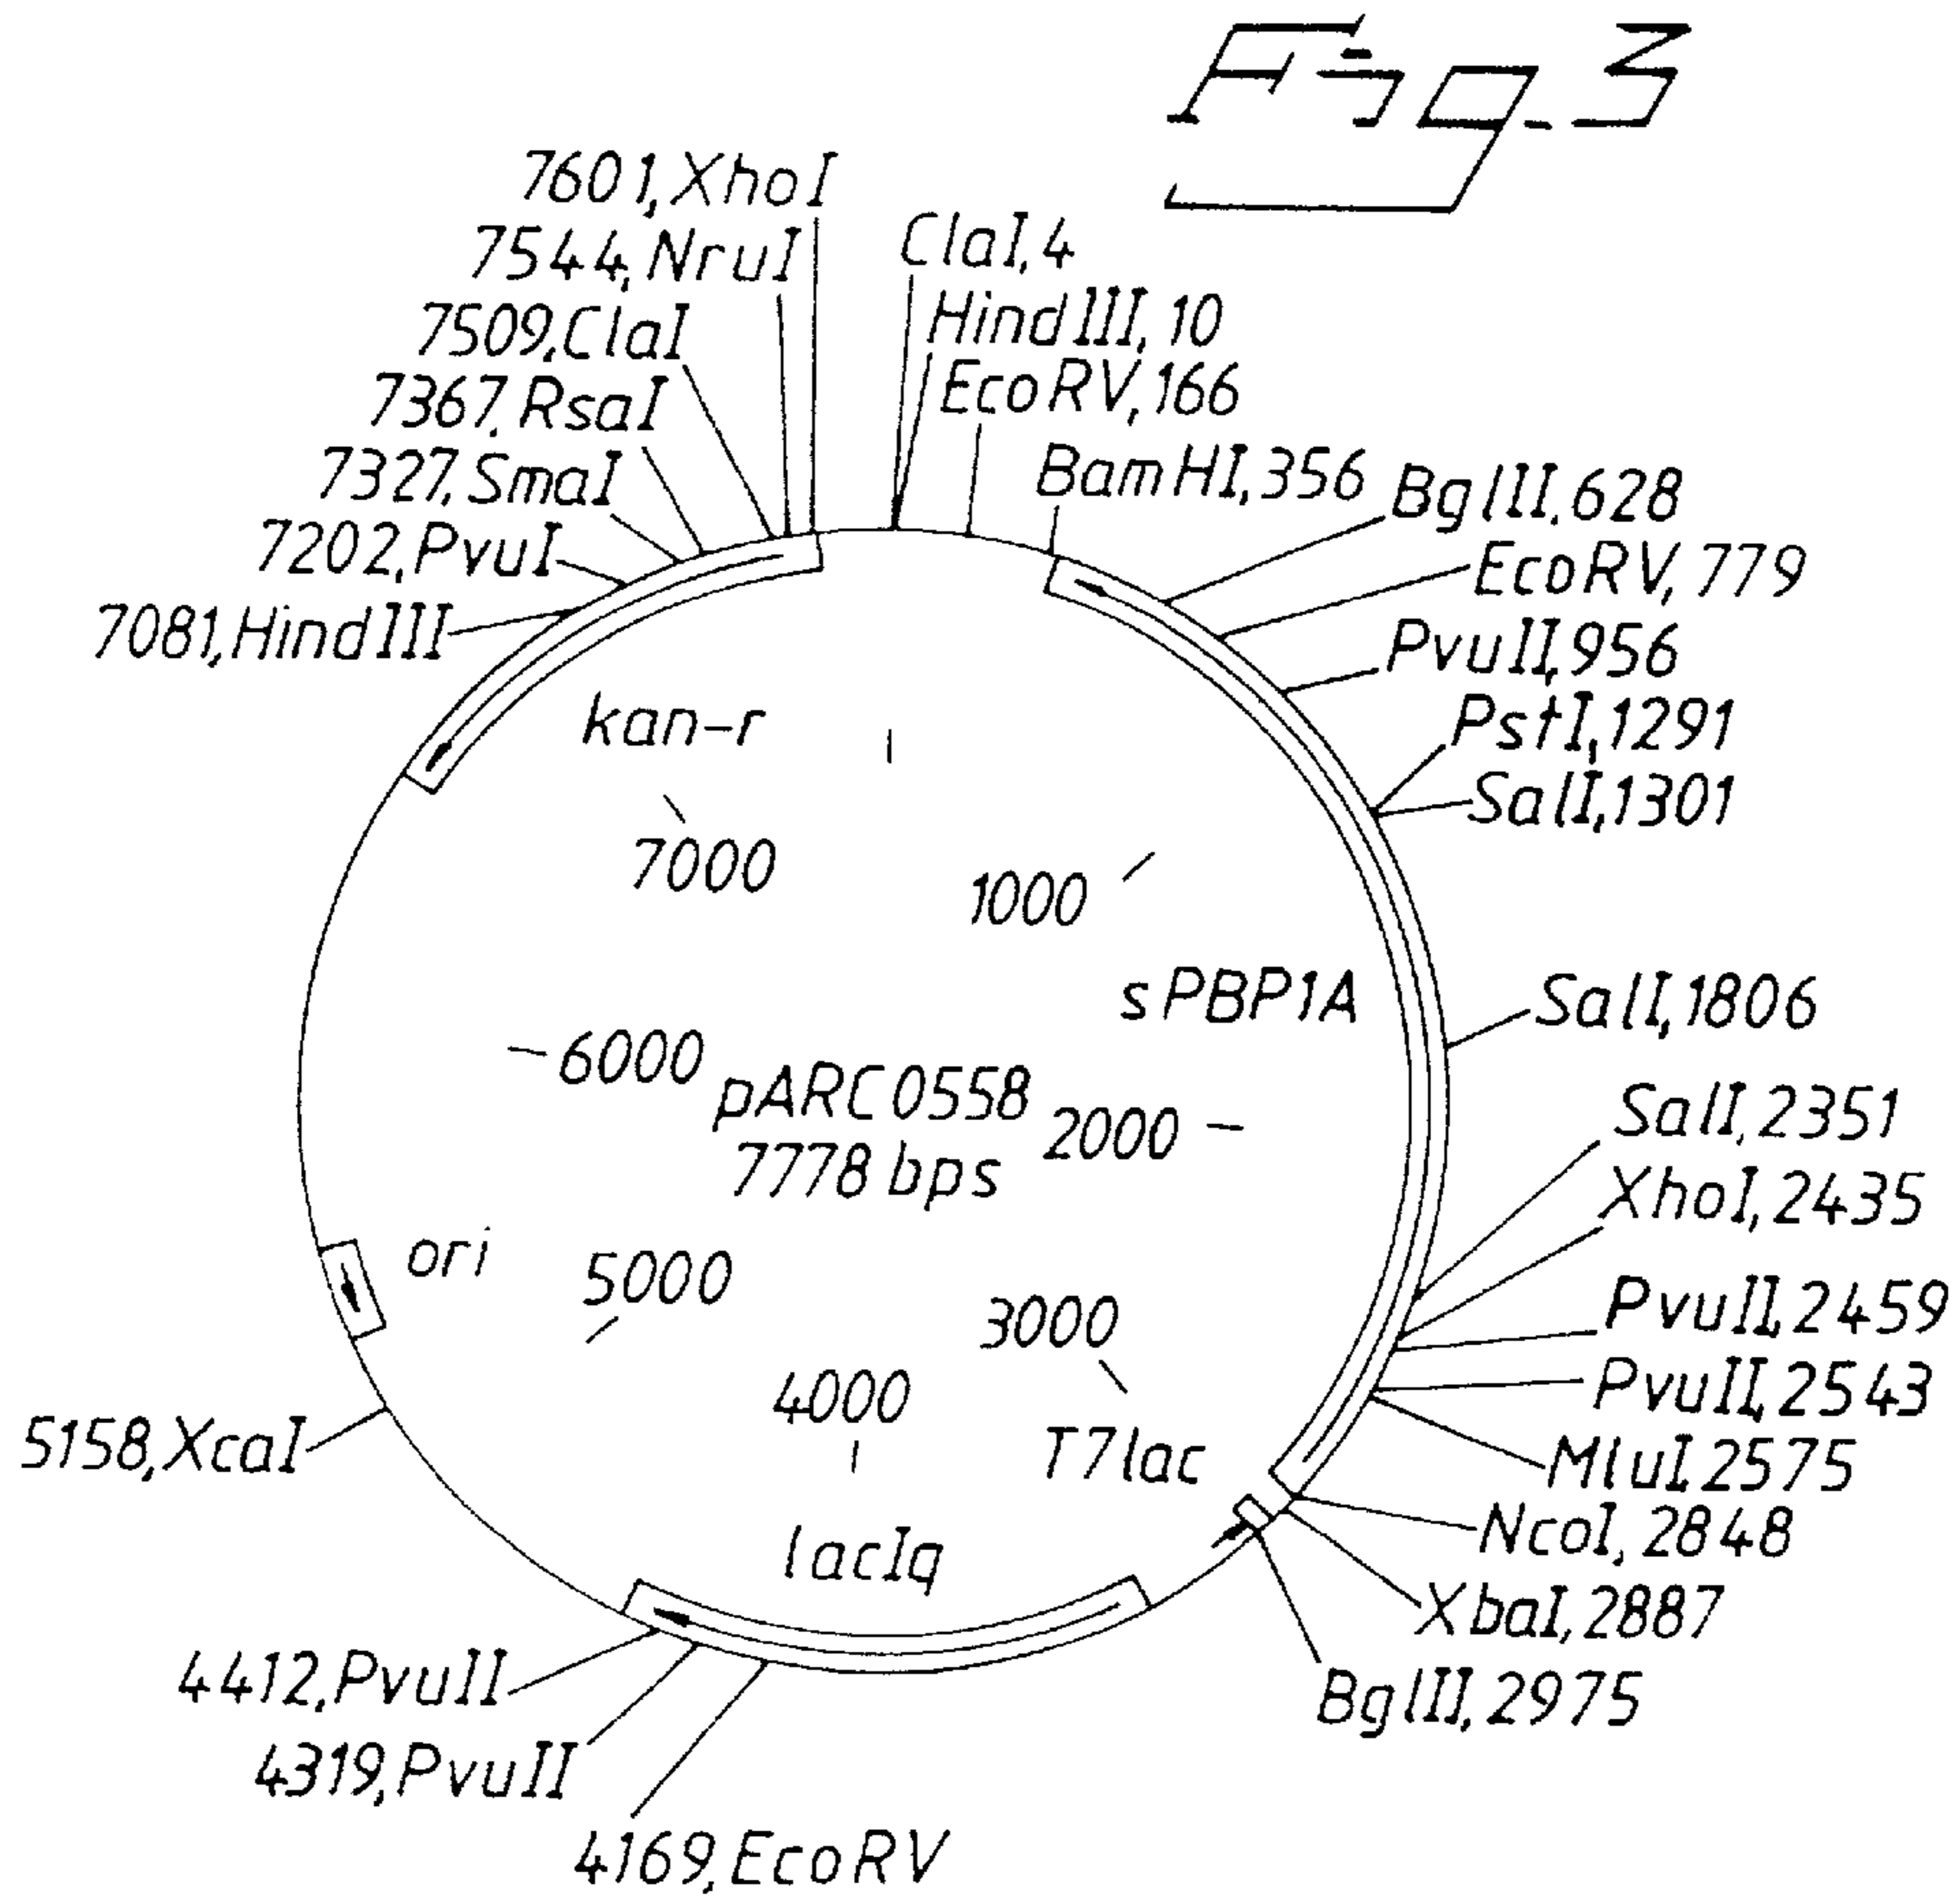 Fig. 3
7601, XhoI
7544, NruI
7509, ClaI
7367, RsaI
7327, SmaI
7202, PvuI
7081, HindIII
ClaI, 4
HindIII, 10
EcoRV, 166
BamHI, 356
BglII, 628
EcoRV, 779
PvuII, 956
PstI, 1291
SalI, 1301
SalI, 1806
SalI, 2351
XhoI, 2435
PvuII, 2459
PvuII, 2543
MluI, 2575
NcoI, 2848
XbaI, 2887
BglII, 2975
kan-r
7000
1000
sPBP1A
6000
pARC0558
7778 bps
2000
ori
5000
3000
4000
T7lac
lacIq
5158, XcaI
4412, PvuII
4319, PvuII
4169, EcoRV